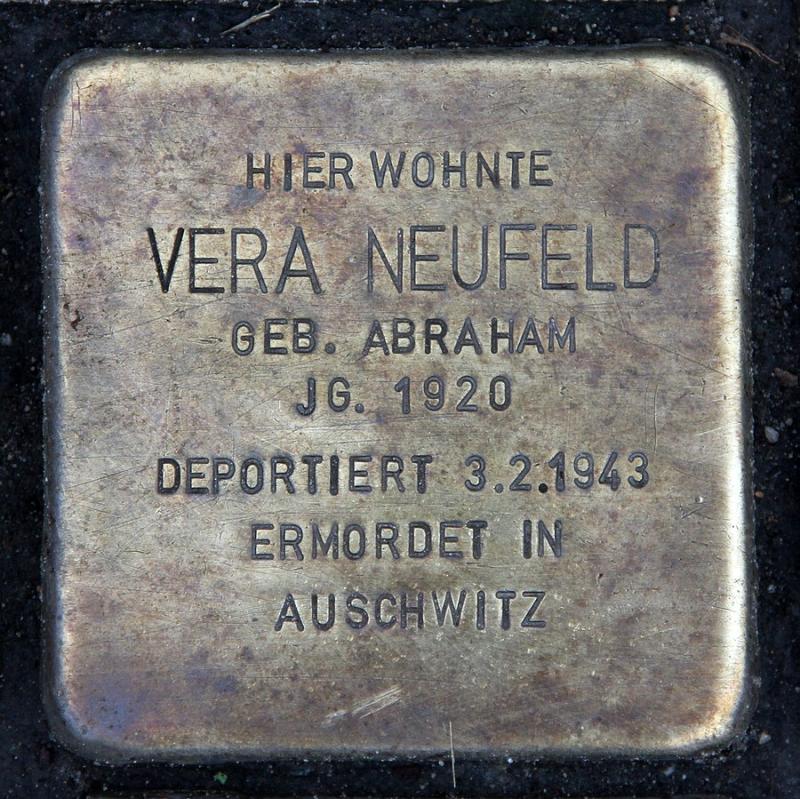 HIER WOHNTE
VERA NEUFELD
GEB. ABRAHAM
JG. 1920
DEPORTIERT 3.2.1943
ERMORDET IN
AUSCHWITZ